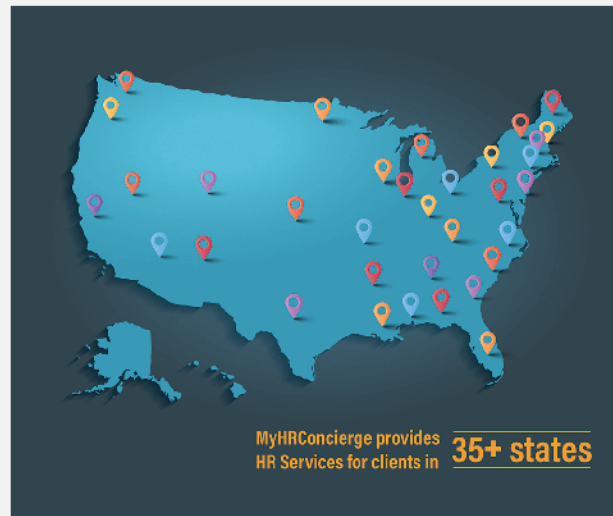 MyHRConcierge provides
HR Services for clients in
35+ states